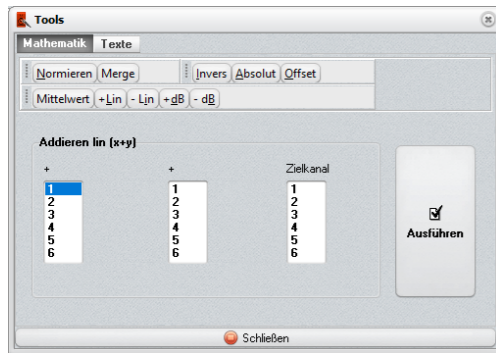 Tools
Mathematik Texte
Normieren Merge Invers Absolut Offset
Mittelwert +Lin - Lin +dB - dB
Addieren lin (x+y)
+ + Zielkanal
1 1 1
2 2 2
3 3 3
4 4 4
5 5 5
6 6 6
Ausführen
Schließen